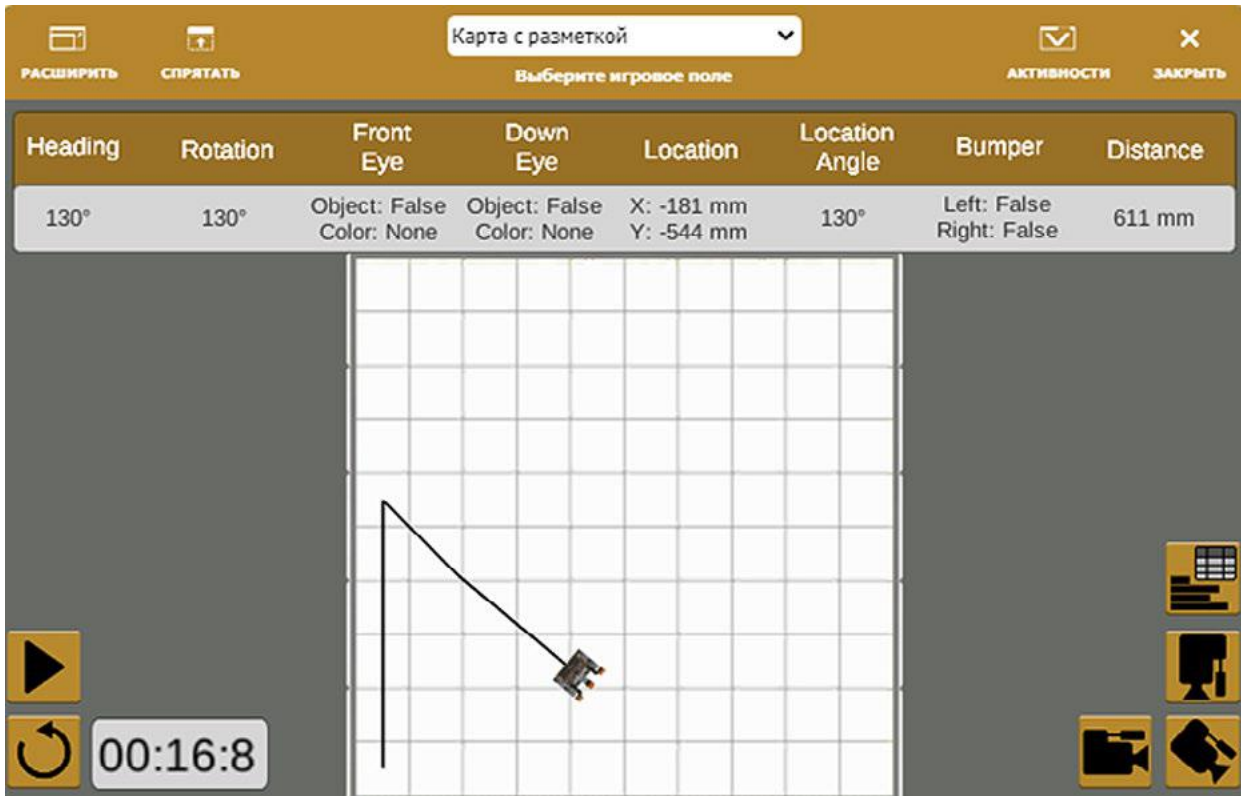 РАСШИРИТЬ
СПРЯТАТЬ
Карта с разметкой
Выберите игровое поле
АКТИВНОСТИ
ЗАКРЫТЬ
Heading
Rotation
Front
Eye
Down
Eye
Location
Location
Angle
Bumper
Distance
130°
130°
Object: False
Color: None
Object: False
Color: None
X: -181 mm
Y: -544 mm
130°
Left: False
Right: False
611 mm
00:16:8